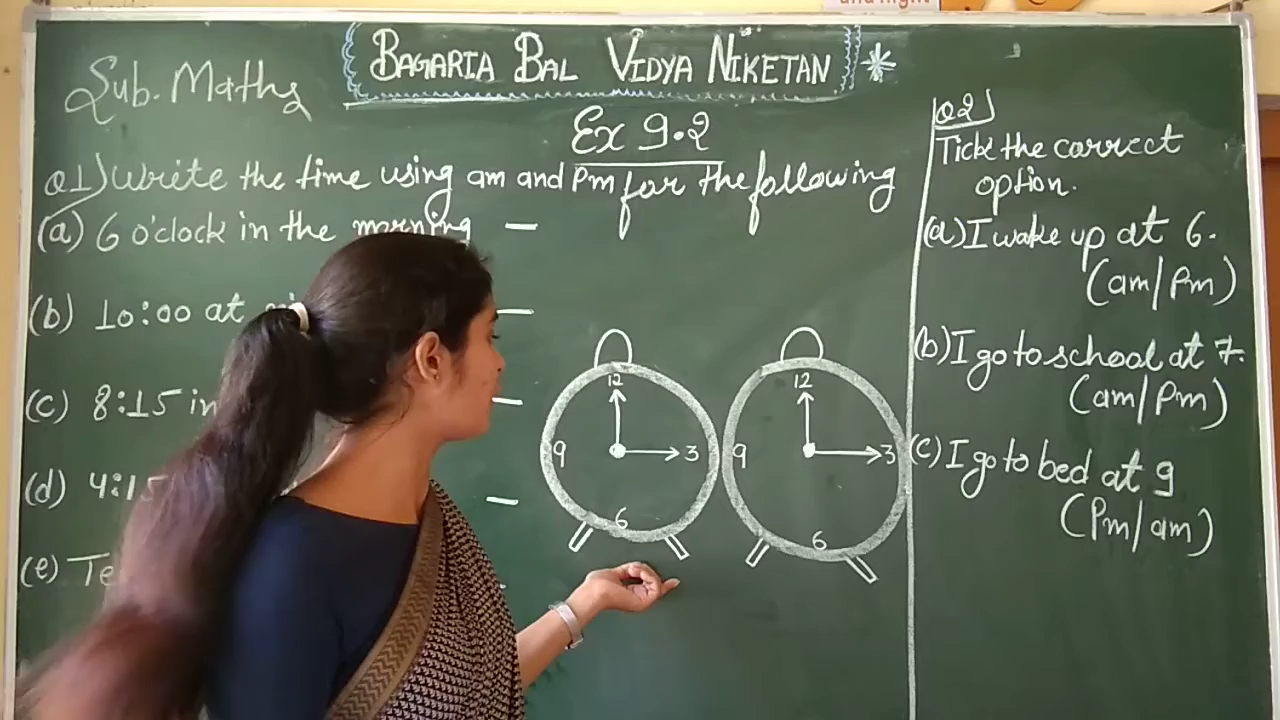 and night
BAGARIA BAL VIDYA NIKETAN
Sub. Maths
Ex 9.2
Q1) Write the time using am and Pm for the following
(a) 6 o'clock in the morning —
(b) 10:00 at —
(c) 8:15 in —
(d) 4:15 —
(e) Te
12
9
3
6
12
9
3
6
Q2)
Tick the correct
option.
(a) I wake up at 6.
(am/Pm)
(b) I go to school at 7.
(am/Pm)
(c) I go to bed at 9
(Pm/am)